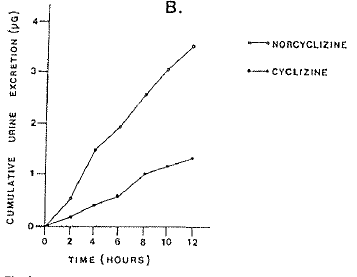 B.
NORCYCLIZINE
CYCLIZINE
CUMULATIVE URINE EXCRETION (µG)
4
3
2
1
0
0 2 4 6 8 10 12
TIME (HOURS)